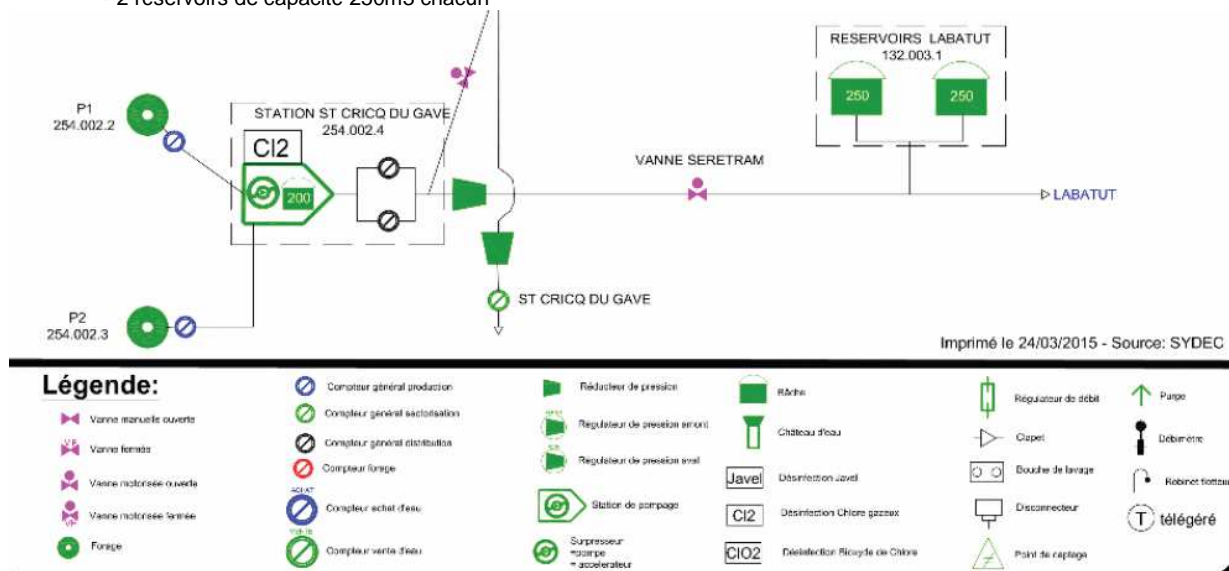 2 réservoirs de capacité 250m3 chacun
RESERVOIRS LABATUT
132.003.1
250
250
P1
254.002.2
STATION ST CRICQ DU GAVE
254.002.4
Cl2
200
VANNE SERETRAM
LABATUT
ST CRICQ DU GAVE
P2
254.002.3
Imprimé le 24/03/2015 - Source: SYDEC
Légende:
Vanne manuelle ouverte
Vanne fermée
Vanne motorisée ouverte
Vanne motorisée fermée
Forage
Compteur général production
Compteur général sectorisation
Compteur général distribution
Compteur forage
ACHAT
Compteur achat d'eau
Compteur vente d'eau
Réducteur de pression
Régulateur de pression amont
Régulateur de pression aval
Station de pompage
Surpresseur
=pompe
= accelerateur
Bâche
Château d'eau
Javel
Désinfection Javel
Cl2
Désinfection Chlore gazeux
ClO2
Désinfection Bioxyde de Chlore
Régulateur de débit
Clapet
Bouche de lavage
Disconnecteur
Point de captage
Purge
Débimètre
Robinet flotteu
T télégéré